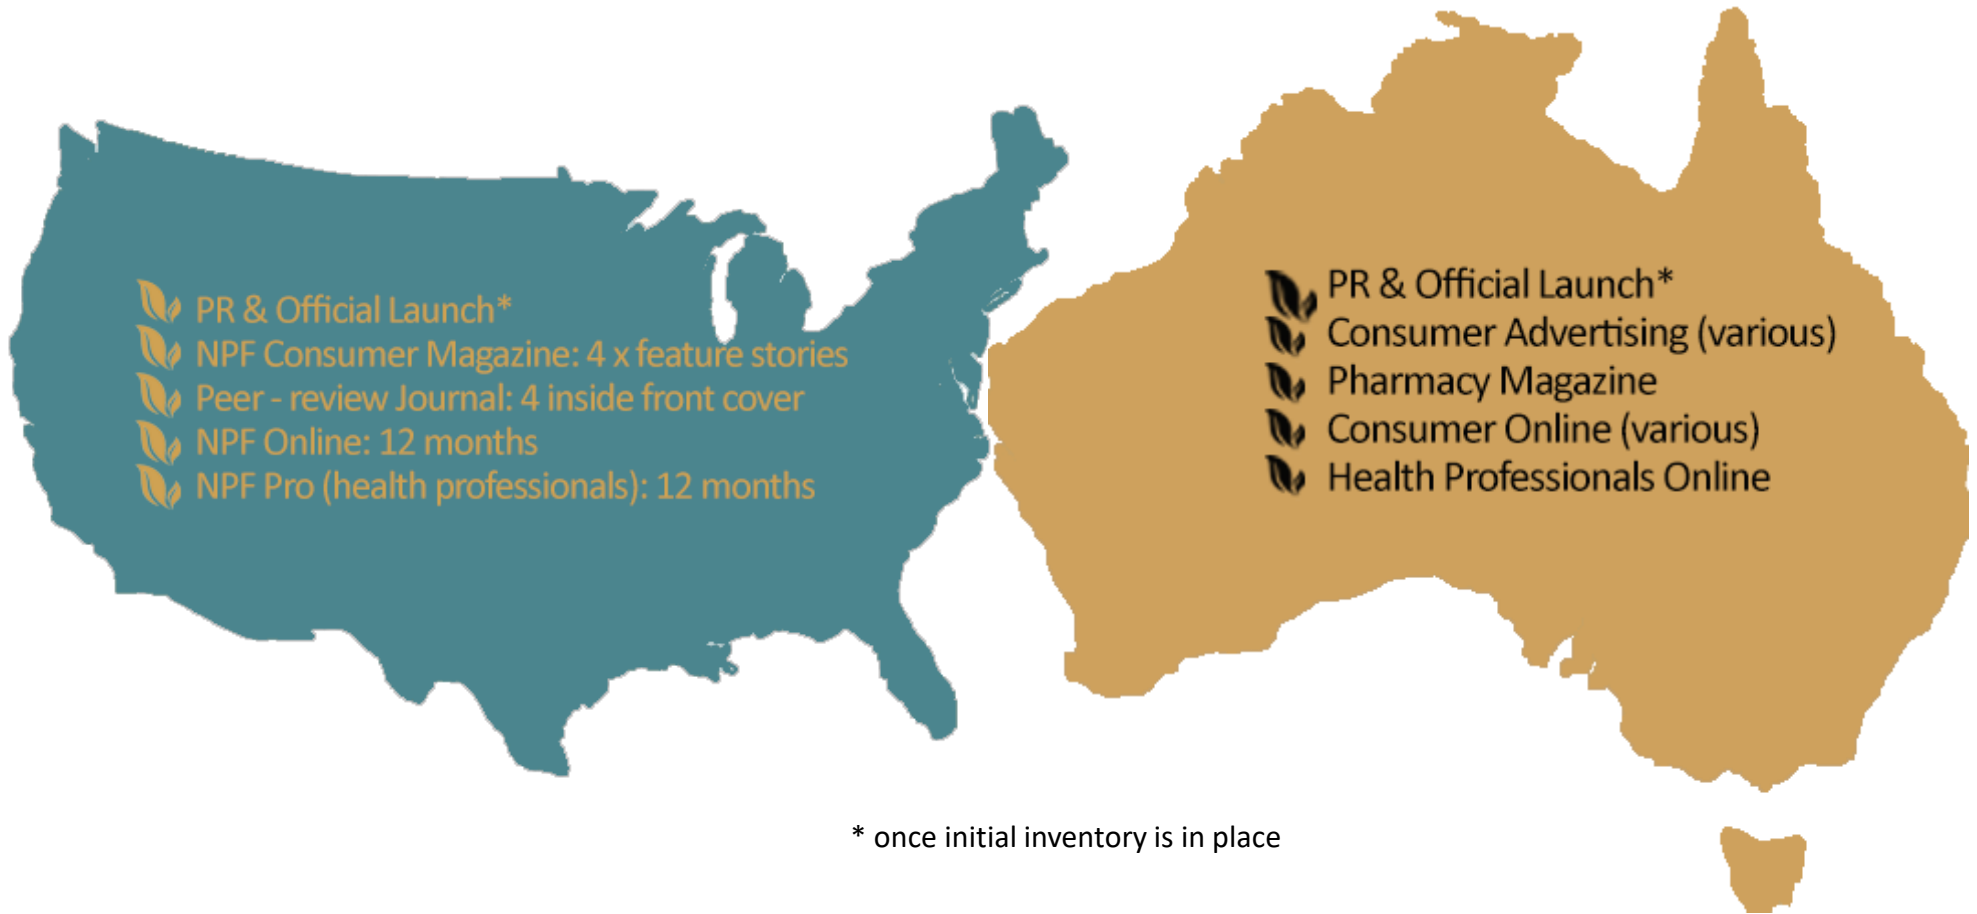 PR & Official Launch*
NPF Consumer Magazine: 4 x feature stories
Peer - review Journal: 4 inside front cover
NPF Online: 12 months
NPF Pro (health professionals): 12 months
PR & Official Launch*
Consumer Advertising (various)
Pharmacy Magazine
Consumer Online (various)
Health Professionals Online
* once initial inventory is in place